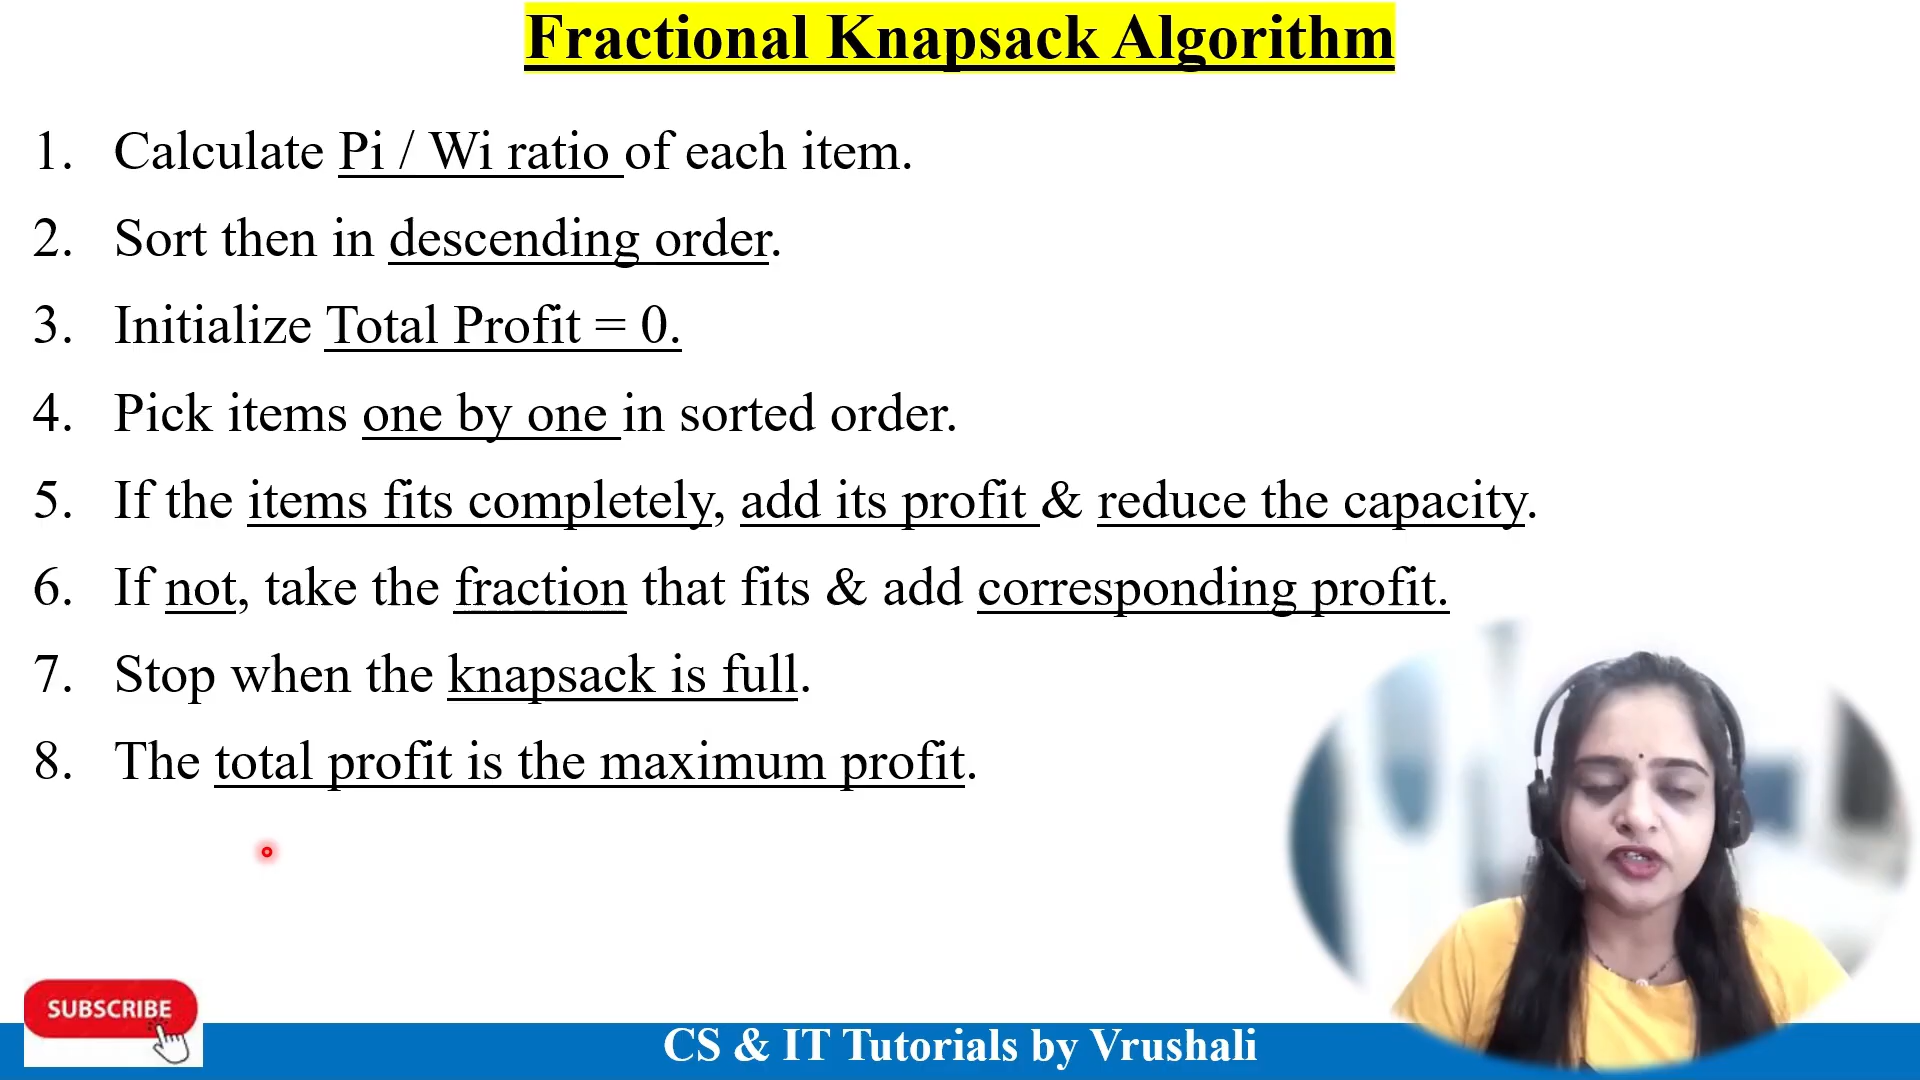 Fractional Knapsack Algorithm
1. Calculate Pi / Wi ratio of each item.
2. Sort then in descending order.
3. Initialize Total Profit = 0.
4. Pick items one by one in sorted order.
5. If the items fits completely, add its profit & reduce the capacity.
6. If not, take the fraction that fits & add corresponding profit.
7. Stop when the knapsack is full.
8. The total profit is the maximum profit.
SUBSCRIBE
CS & IT Tutorials by Vrushali